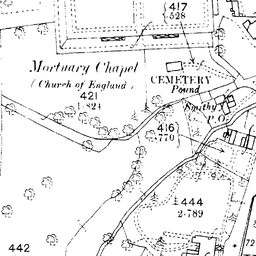 417
.528
Mortuary Chapel
(Church of England)
CEMETERY
Pound
421
1·824
Smithy
P.O.
416
·770
444
2·789
442
72